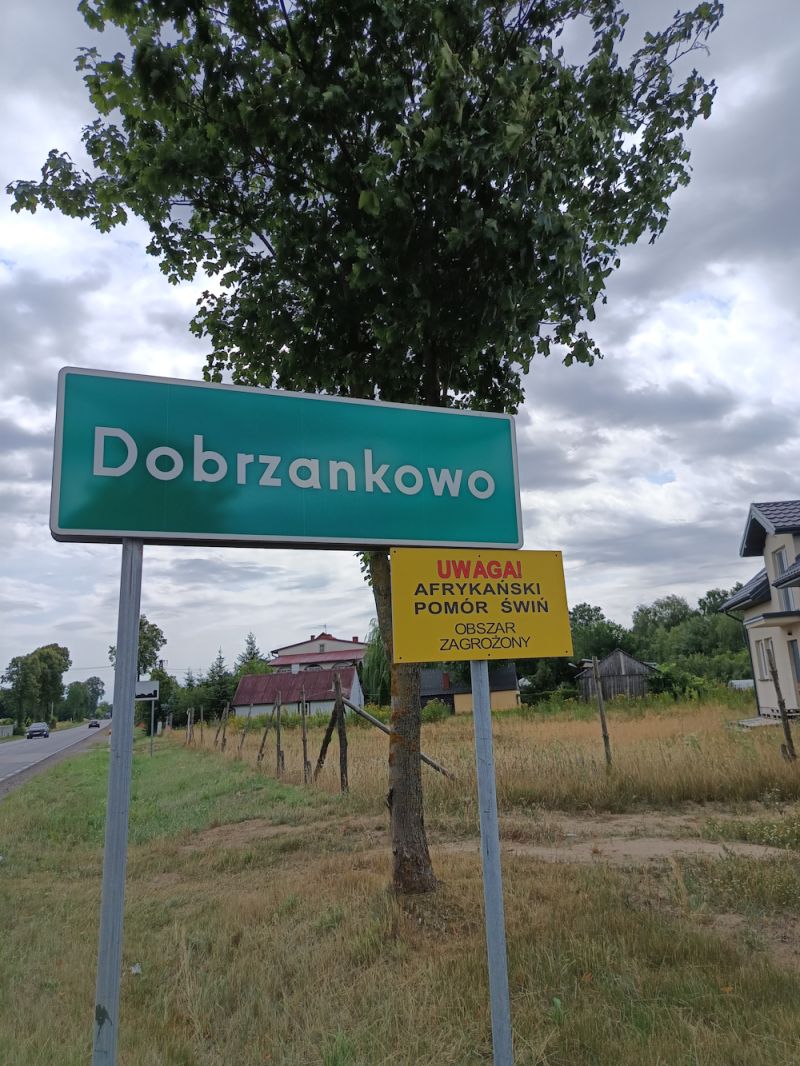 Dobrzankowo
UWAGA!
AFRYKAŃSKI
POMÓR ŚWIŃ
OBSZAR
ZAGROŻONY